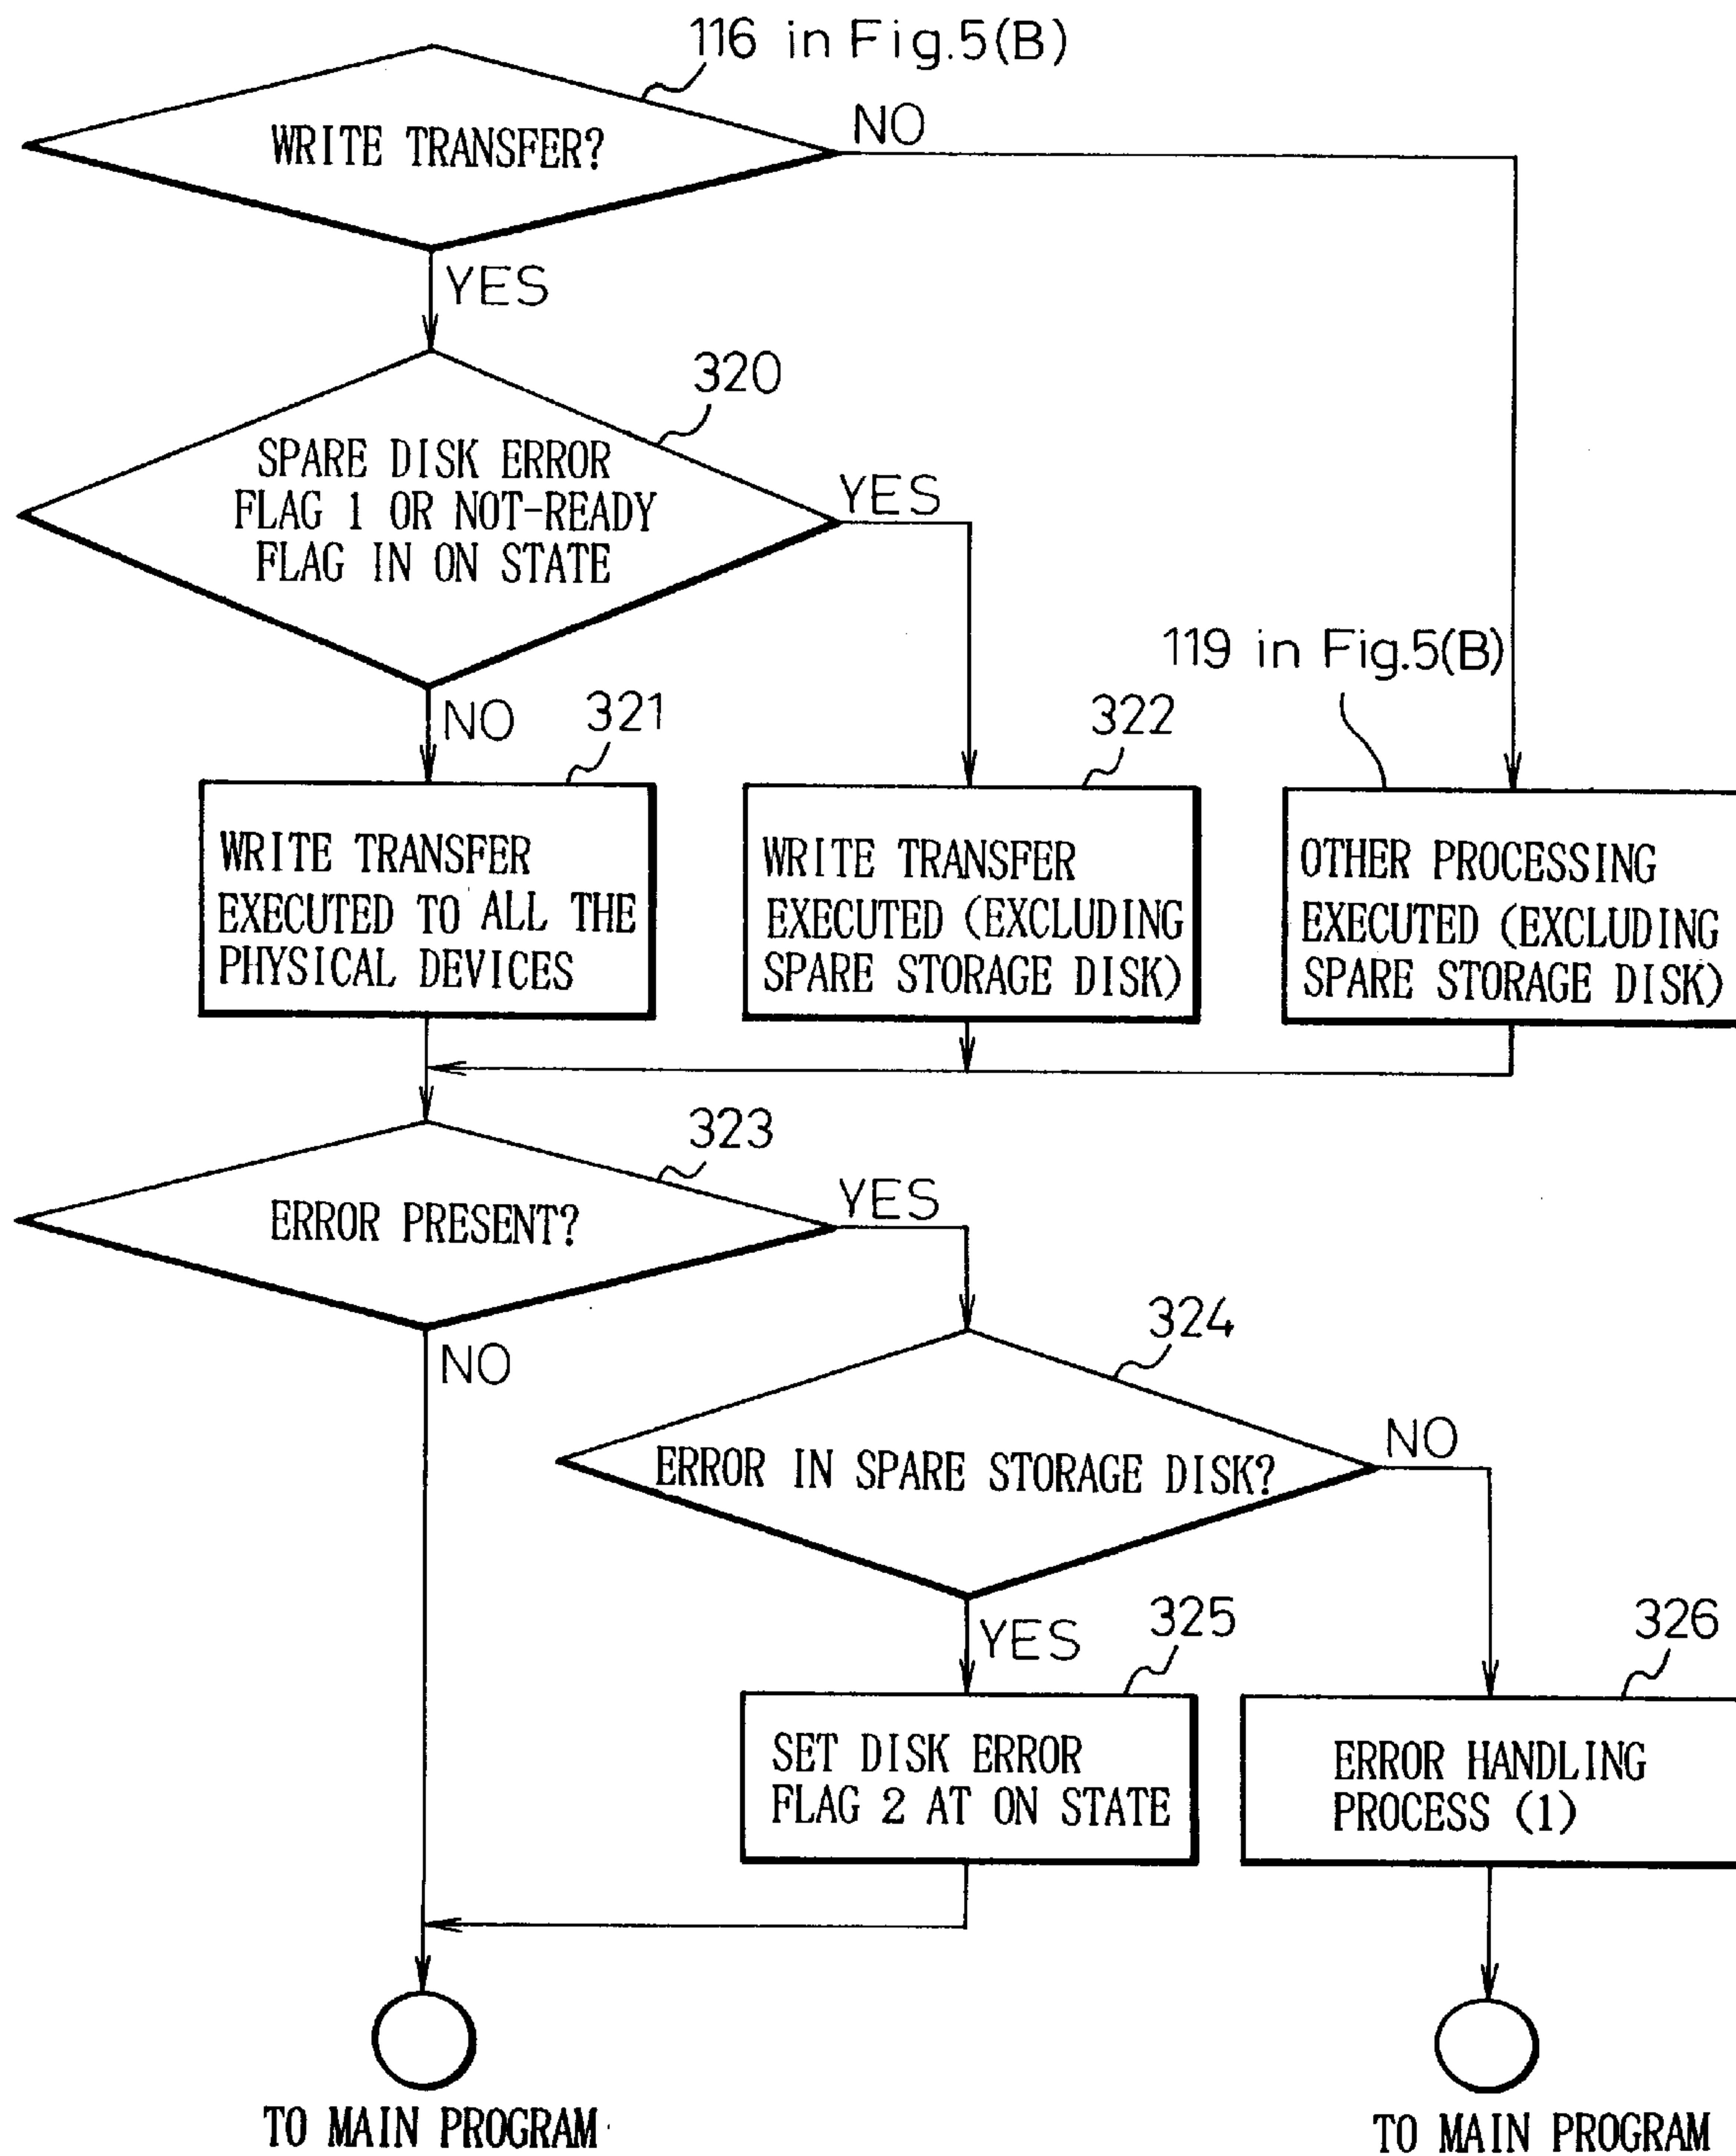 116 in Fig.5(B)
WRITE TRANSFER?
NO
YES
320
SPARE DISK ERROR
FLAG 1 OR NOT-READY
FLAG IN ON STATE
YES
119 in Fig.5(B)
NO
321
322
WRITE TRANSFER
EXECUTED TO ALL THE
PHYSICAL DEVICES
WRITE TRANSFER
EXECUTED (EXCLUDING
SPARE STORAGE DISK)
OTHER PROCESSING
EXECUTED (EXCLUDING
SPARE STORAGE DISK)
323
ERROR PRESENT?
YES
NO
324
ERROR IN SPARE STORAGE DISK?
NO
YES
325
326
SET DISK ERROR
FLAG 2 AT ON STATE
ERROR HANDLING
PROCESS (1)
TO MAIN PROGRAM
TO MAIN PROGRAM